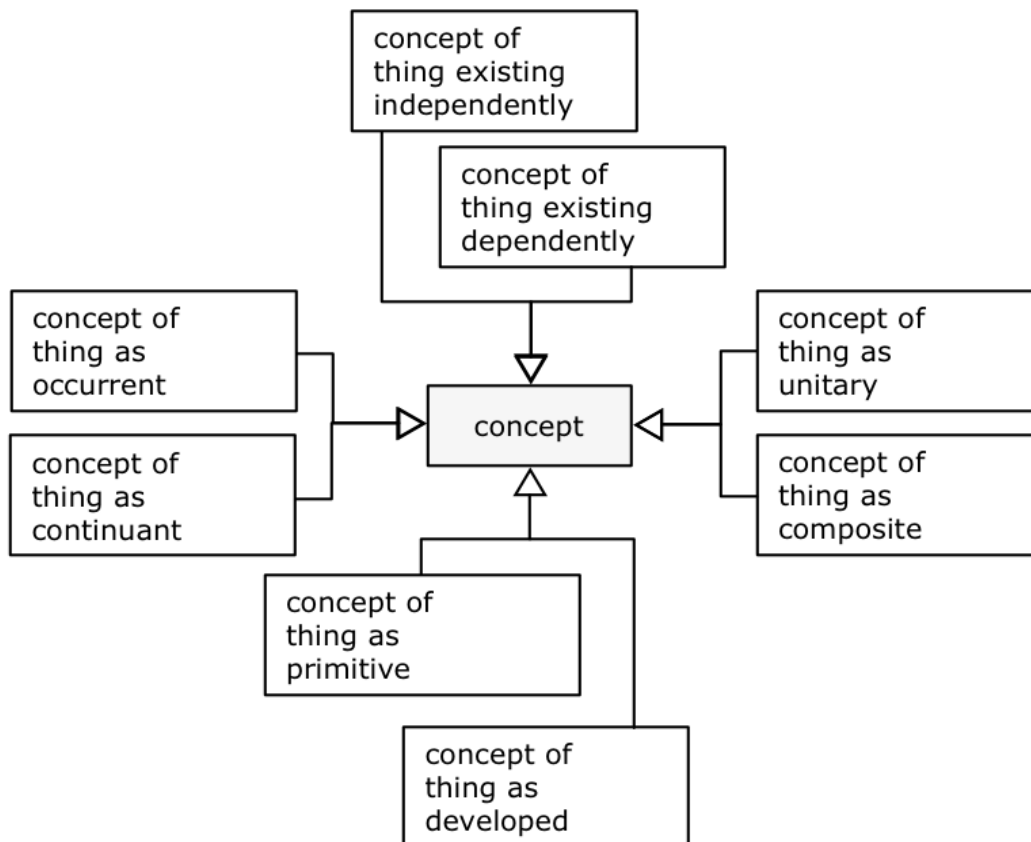 concept of
thing existing
independently
concept of
thing existing
dependently
concept of
thing as
occurrent
concept of
thing as
unitary
concept
concept of
thing as
continuant
concept of
thing as
composite
concept of
thing as
primitive
concept of
thing as
developed